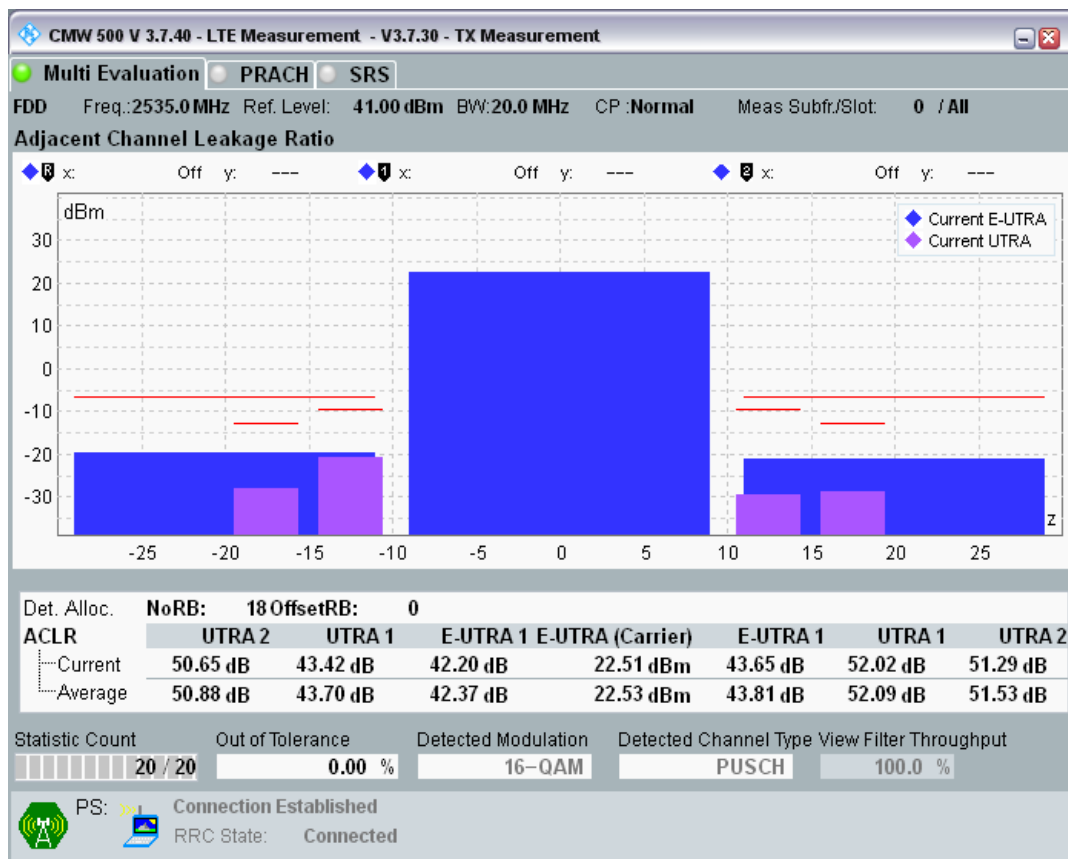 CMW 500 V 3.7.40 - LTE Measurement - V3.7.30 - TX Measurement
Multi Evaluation PRACH SRS
FDD Freq.:2535.0 MHz Ref. Level: 41.00 dBm BW:20.0 MHz CP :Normal Meas Subfr./Slot: 0 / All
Adjacent Channel Leakage Ratio
R x: Off y: --- 1 x: Off y: --- 2 x: Off y: ---
dBm
Current E-UTRA
Current UTRA
30
20
10
0
-10
-20
-30
z
-25 -20 -15 -10 -5 0 5 10 15 20 25
Det. Alloc. NoRB: 18 OffsetRB: 0
ACLR UTRA 2 UTRA 1 E-UTRA 1 E-UTRA (Carrier) E-UTRA 1 UTRA 1 UTRA 2
Current 50.65 dB 43.42 dB 42.20 dB 22.51 dBm 43.65 dB 52.02 dB 51.29 dB
Average 50.88 dB 43.70 dB 42.37 dB 22.53 dBm 43.81 dB 52.09 dB 51.53 dB
Statistic Count Out of Tolerance Detected Modulation Detected Channel Type View Filter Throughput
20 / 20 0.00 % 16-QAM PUSCH 100.0 %
PS: Connection Established
RRC State: Connected